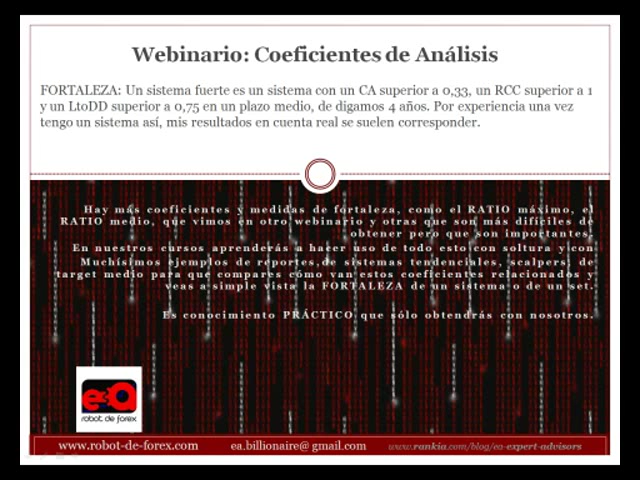 Webinario: Coeficientes de Análisis
FORTALEZA: Un sistema fuerte es un sistema con un CA superior a 0,33, un RCC superior a 1
y un LtoDD superior a 0,75 en un plazo medio, de digamos 4 años. Por experiencia una vez
tengo un sistema así, mis resultados en cuenta real se suelen corresponder.
Hay más coeficientes y medidas de fortaleza, como el RATIO máximo, el
RATIO medio, que vimos en otro webinario y otras que son más difíciles de
obtener pero que son importantes.
En nuestros cursos aprenderás a hacer uso de todo esto con soltura y con
Muchísimos ejemplos de reportes,de sistemas tendenciales, scalpers, de
target medio para que compares cómo van estos coeficientes relacionados y
veas a simple vista la FORTALEZA de un sistema o de un set.
Es conocimiento PRÁCTICO que sólo obtendrás con nosotros.
eaO
robot de forex
www.robot-de-forex.com ea.billionaire@ gmail.com www.rankia.com/blog/ea-expert-advisors